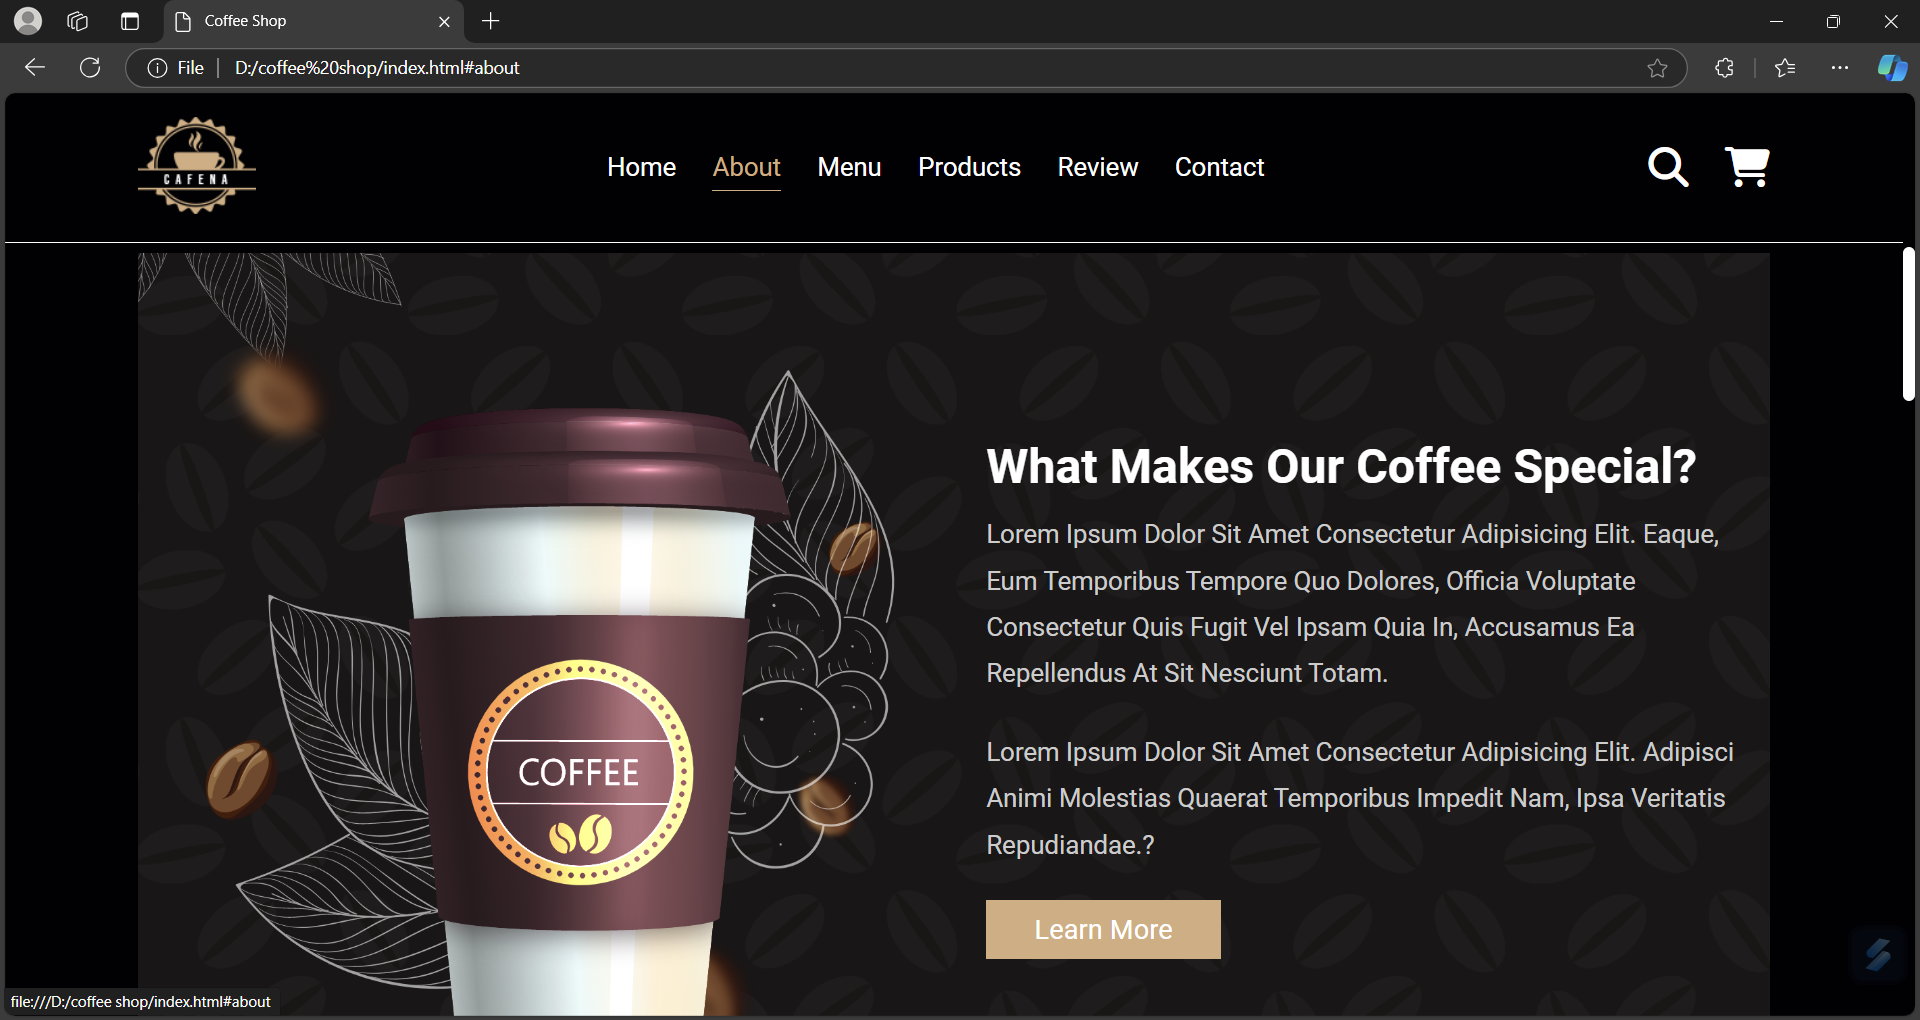 Coffee Shop
File
D:/coffee%20shop/index.html#about
CAFENA
Home About Menu Products Review Contact
What Makes Our Coffee Special?
Lorem Ipsum Dolor Sit Amet Consectetur Adipisicing Elit. Eaque,
Eum Temporibus Tempore Quo Dolores, Officia Voluptate
Consectetur Quis Fugit Vel Ipsam Quia In, Accusamus Ea
Repellendus At Sit Nesciunt Totam.
Lorem Ipsum Dolor Sit Amet Consectetur Adipisicing Elit. Adipisci
Animi Molestias Quaerat Temporibus Impedit Nam, Ipsa Veritatis
Repudiandae.?
Learn More
COFFEE
file:///D:/coffee shop/index.html#about